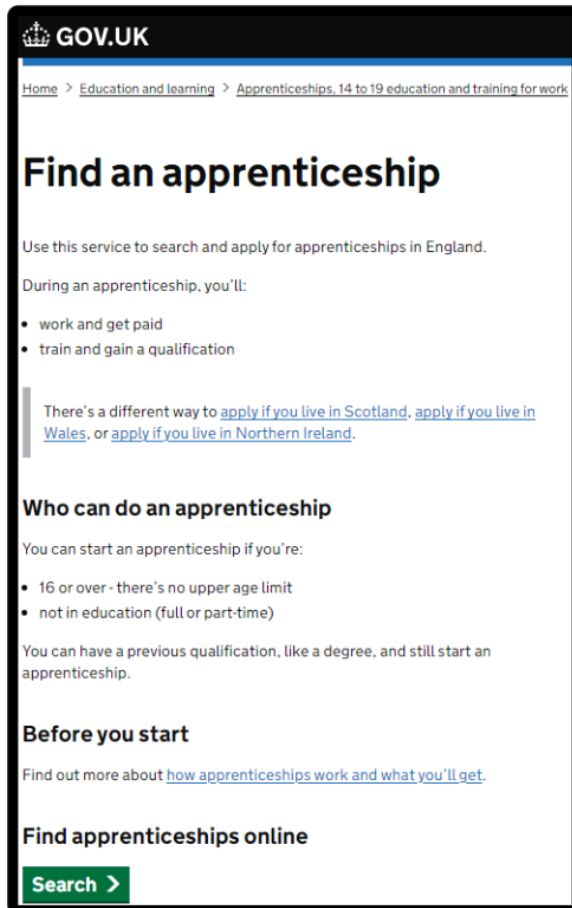 GOV.UK
Home > Education and learning > Apprenticeships, 14 to 19 education and training for work
Find an apprenticeship
Use this service to search and apply for apprenticeships in England.
During an apprenticeship, you'll:
• work and get paid
• train and gain a qualification
There's a different way to apply if you live in Scotland, apply if you live in
Wales, or apply if you live in Northern Ireland.
Who can do an apprenticeship
You can start an apprenticeship if you're:
• 16 or over - there's no upper age limit
• not in education (full or part-time)
You can have a previous qualification, like a degree, and still start an
apprenticeship.
Before you start
Find out more about how apprenticeships work and what you'll get.
Find apprenticeships online
Search >